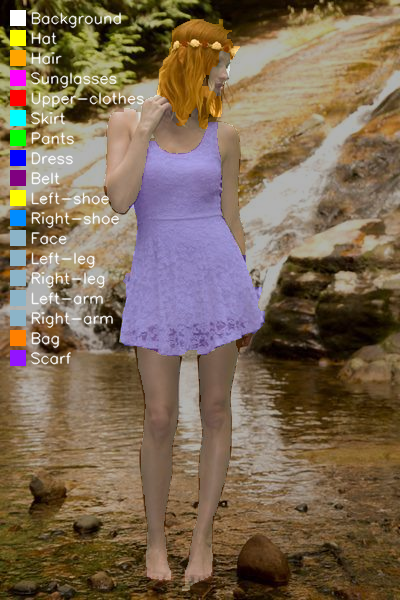 Background
Hat
Hair
Sunglasses
Upper-clothes
Skirt
Pants
Dress
Belt
Left-shoe
Right-shoe
Face
Left-leg
Right-leg
Left-arm
Right-arm
Bag
Scarf